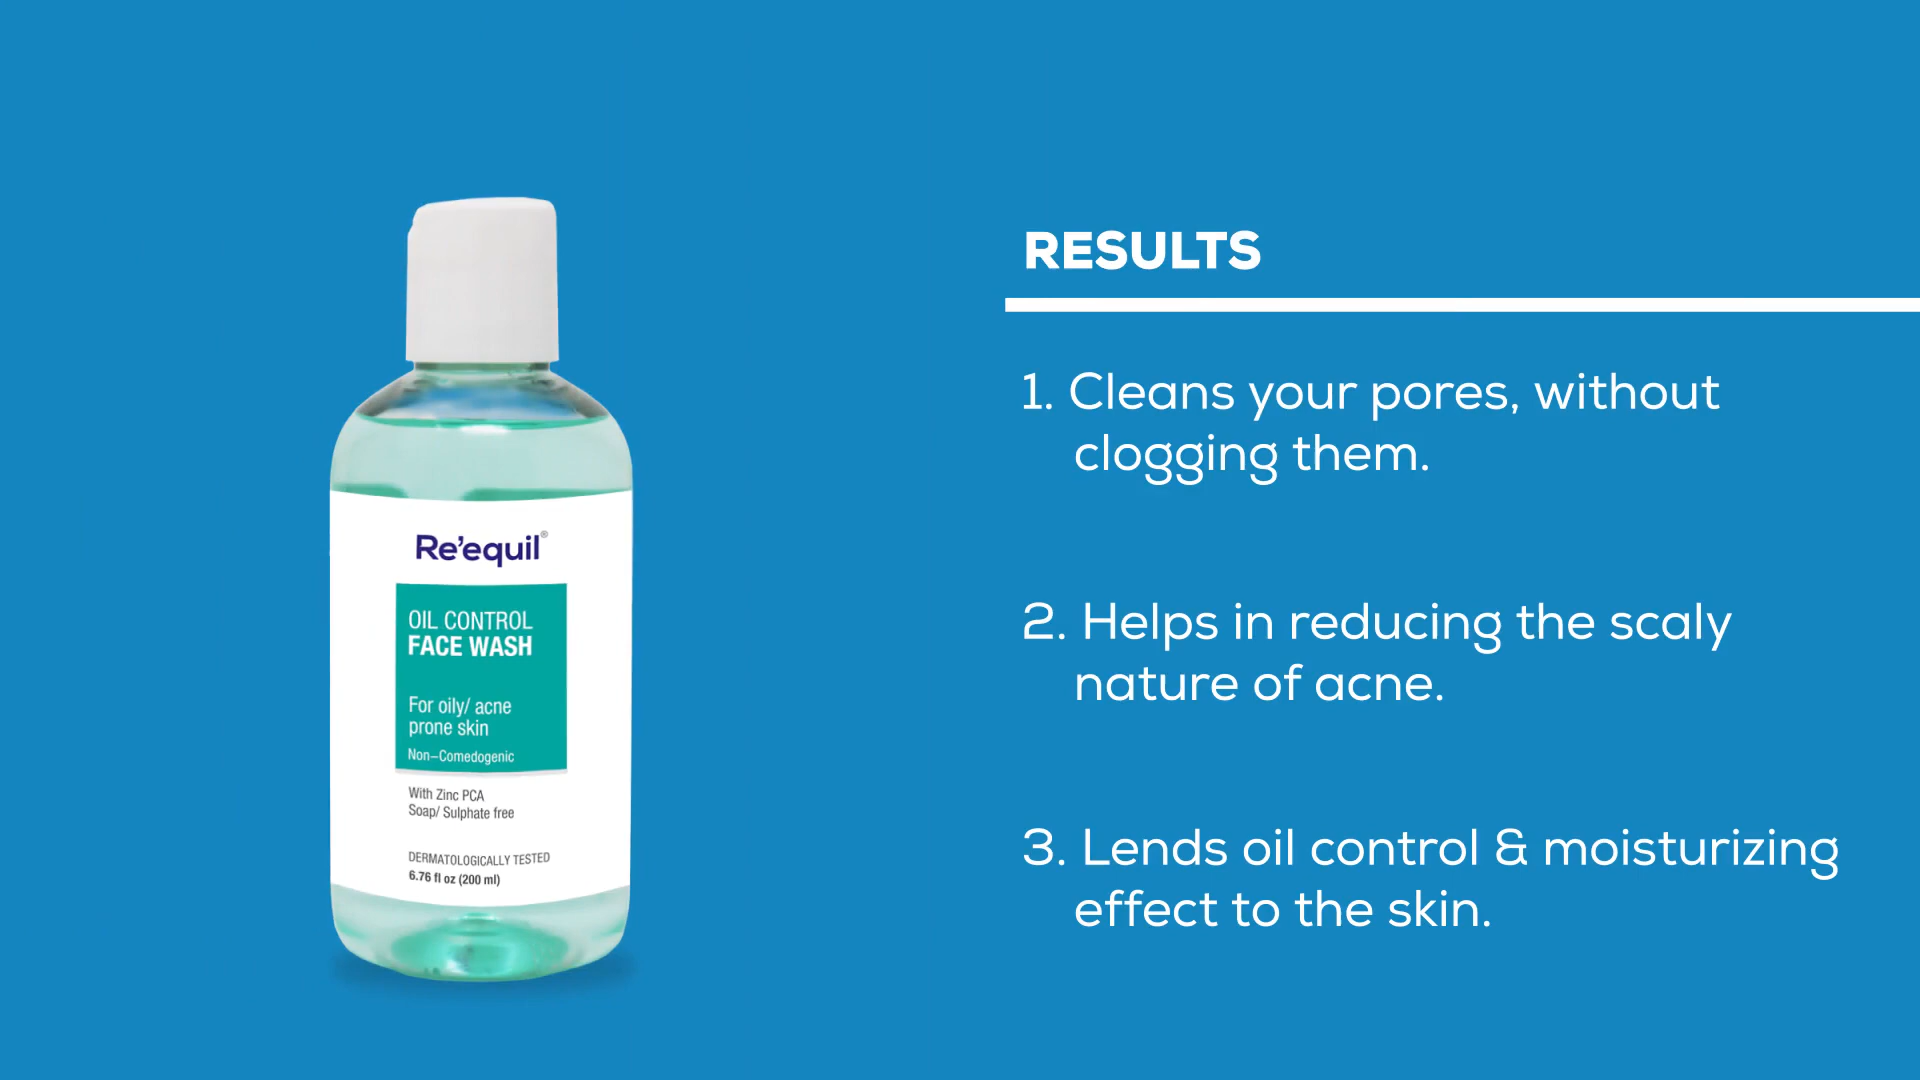 Re'equil®
OIL CONTROL
FACE WASH
For oily/ acne
prone skin
Non–Comedogenic
With Zinc PCA
Soap/ Sulphate free
DERMATOLOGICALLY TESTED
6.76 fl oz (200 ml)
RESULTS
1. Cleans your pores, without
clogging them.
2. Helps in reducing the scaly
nature of acne.
3. Lends oil control & moisturizing
effect to the skin.